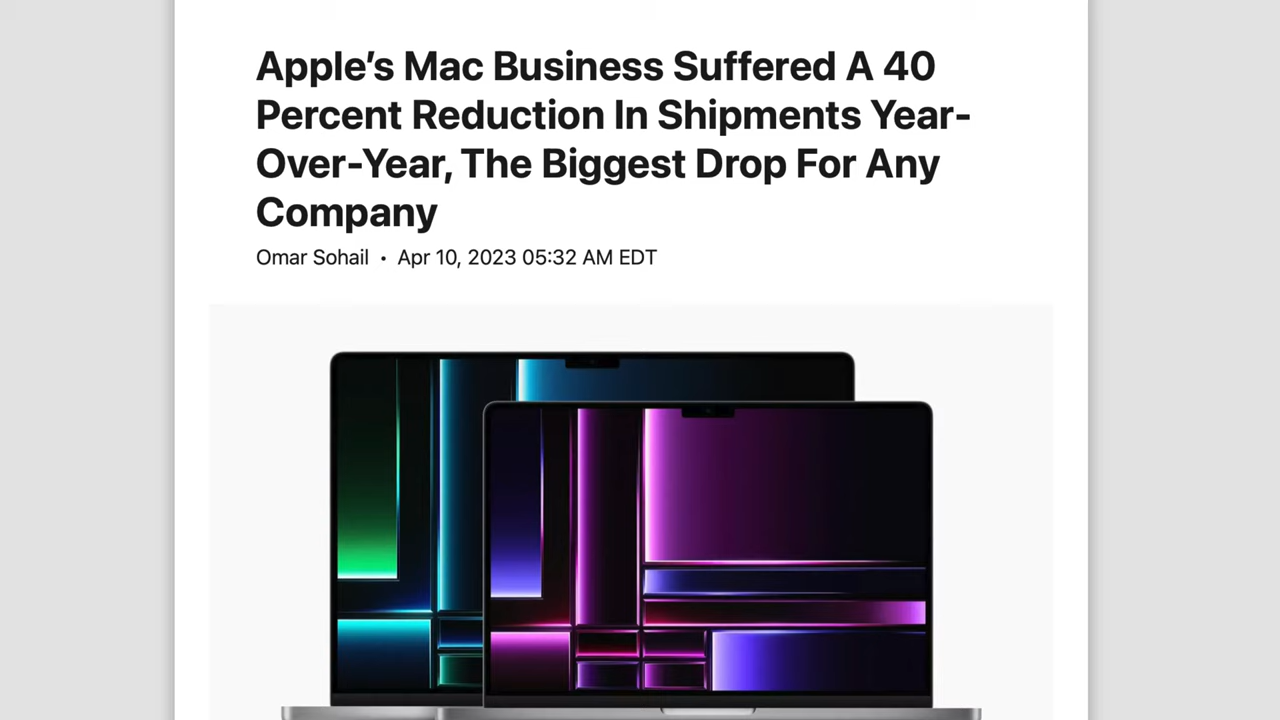 Apple’s Mac Business Suffered A 40
Percent Reduction In Shipments Year-
Over-Year, The Biggest Drop For Any
Company
Omar Sohail • Apr 10, 2023 05:32 AM EDT